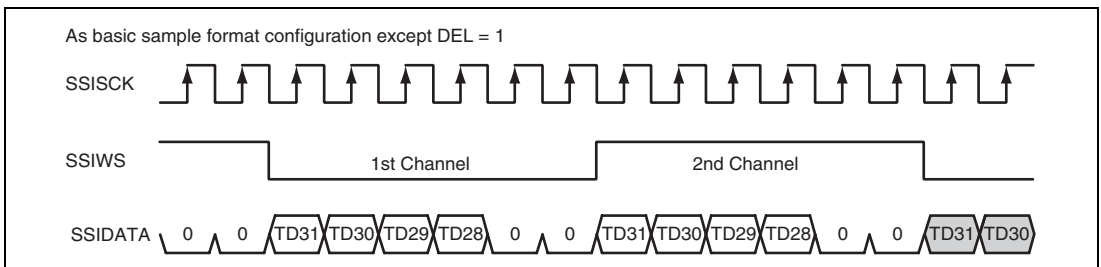 As basic sample format configuration except DEL = 1
SSISCK
SSIWS 1st Channel 2nd Channel
SSIDATA 0 0 TD31 TD30 TD29 TD28 0 0 TD31 TD30 TD29 TD28 0 0 TD31 TD30